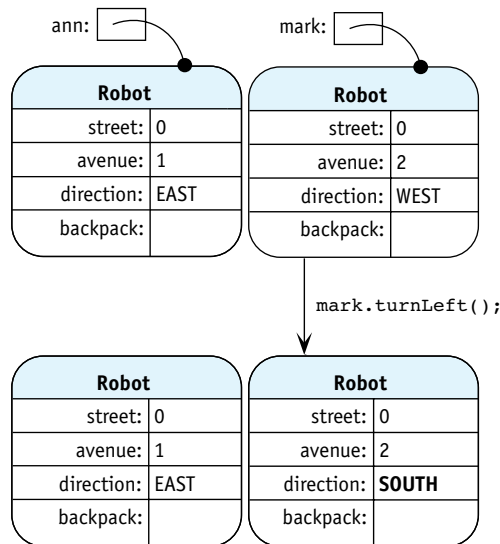 ann: mark:
Robot Robot
street: 0 street: 0
avenue: 1 avenue: 2
direction: EAST direction: WEST
backpack: backpack:
mark.turnLeft();
Robot Robot
street: 0 street: 0
avenue: 1 avenue: 2
direction: EAST direction: SOUTH
backpack: backpack: